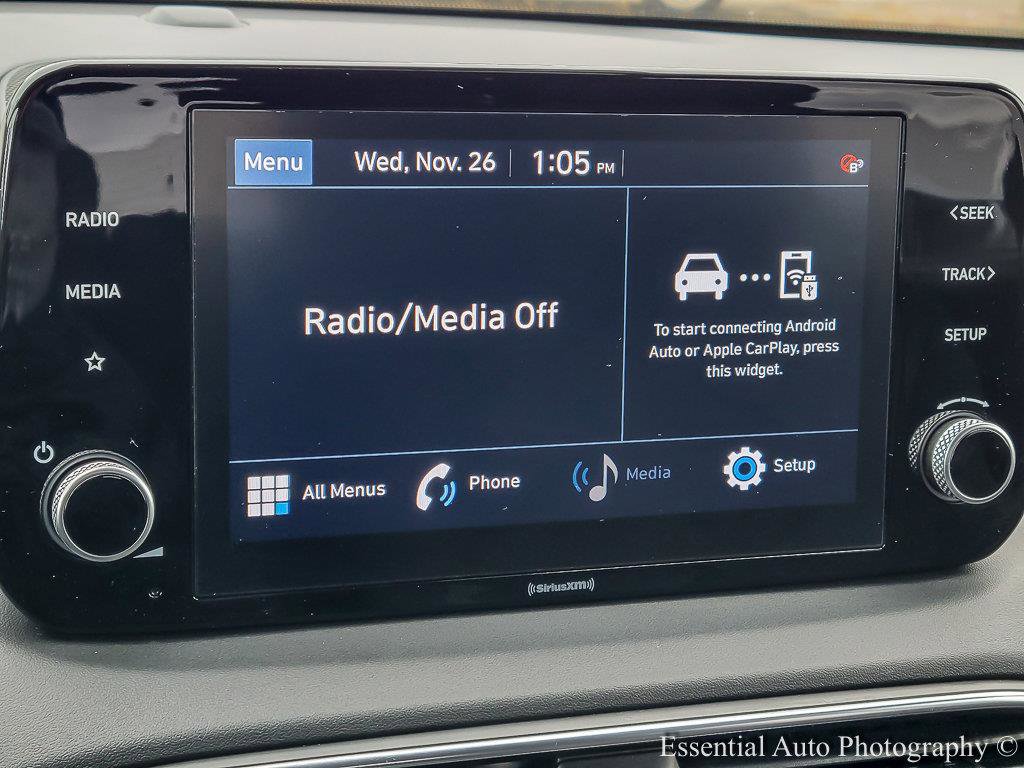 Menu
Wed, Nov. 26
1:05 PM
B
RADIO
MEDIA
<SEEK
TRACK>
SETUP
Radio/Media Off
To start connecting Android
Auto or Apple CarPlay, press
this widget.
All Menus
Phone
Media
Setup
((SiriusXM))
Essential Auto Photography ©